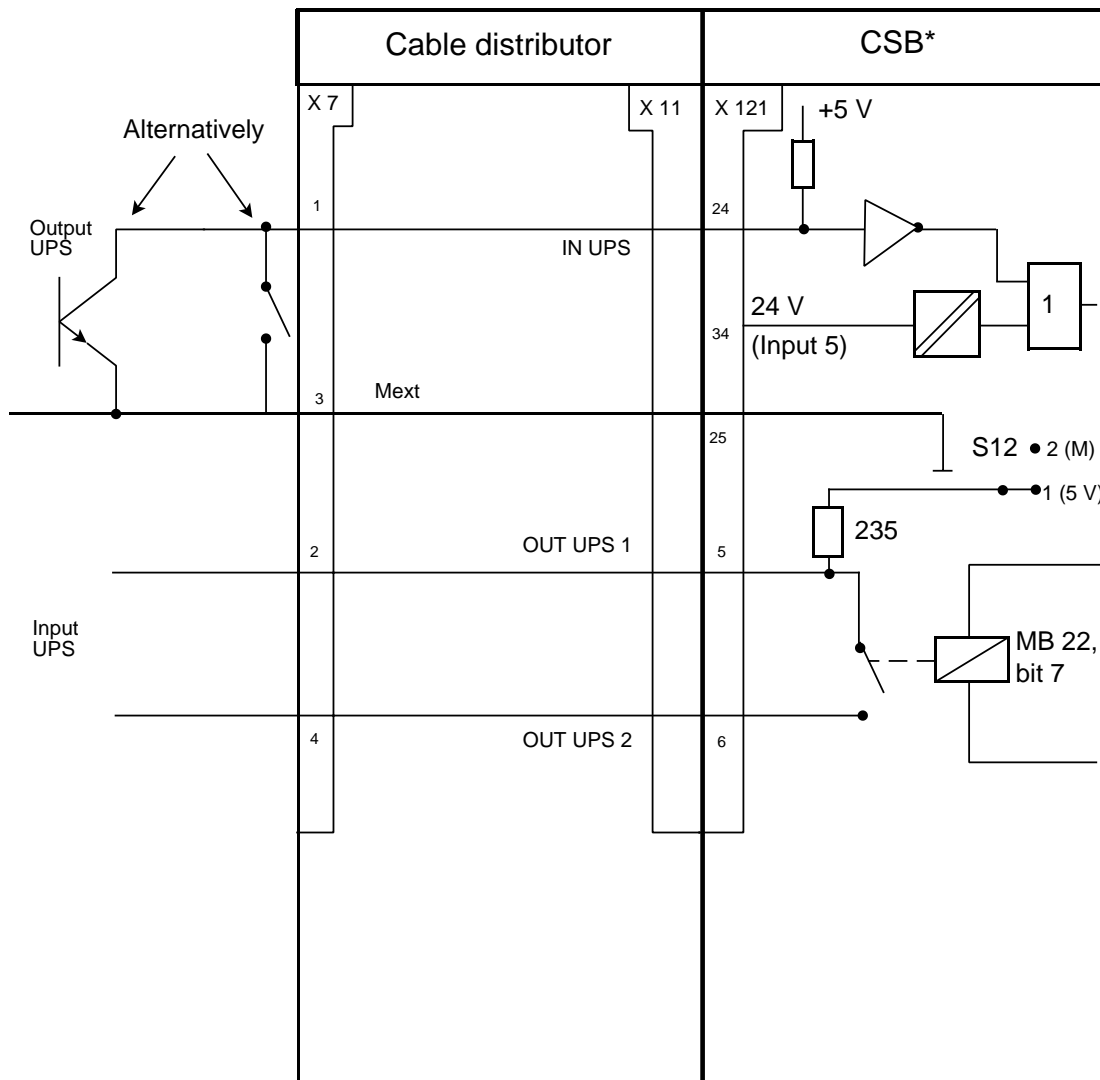 Cable distributor
CSB*
X 7
X 11
X 121
+5 V
Alternatively
1
24
Output
UPS
IN UPS
24 V
1
34
(Input 5)
3
Mext
25
S12
2 (M)
1 (5 V)
235
2
OUT UPS 1
5
Input
UPS
MB 22,
bit 7
4
OUT UPS 2
6